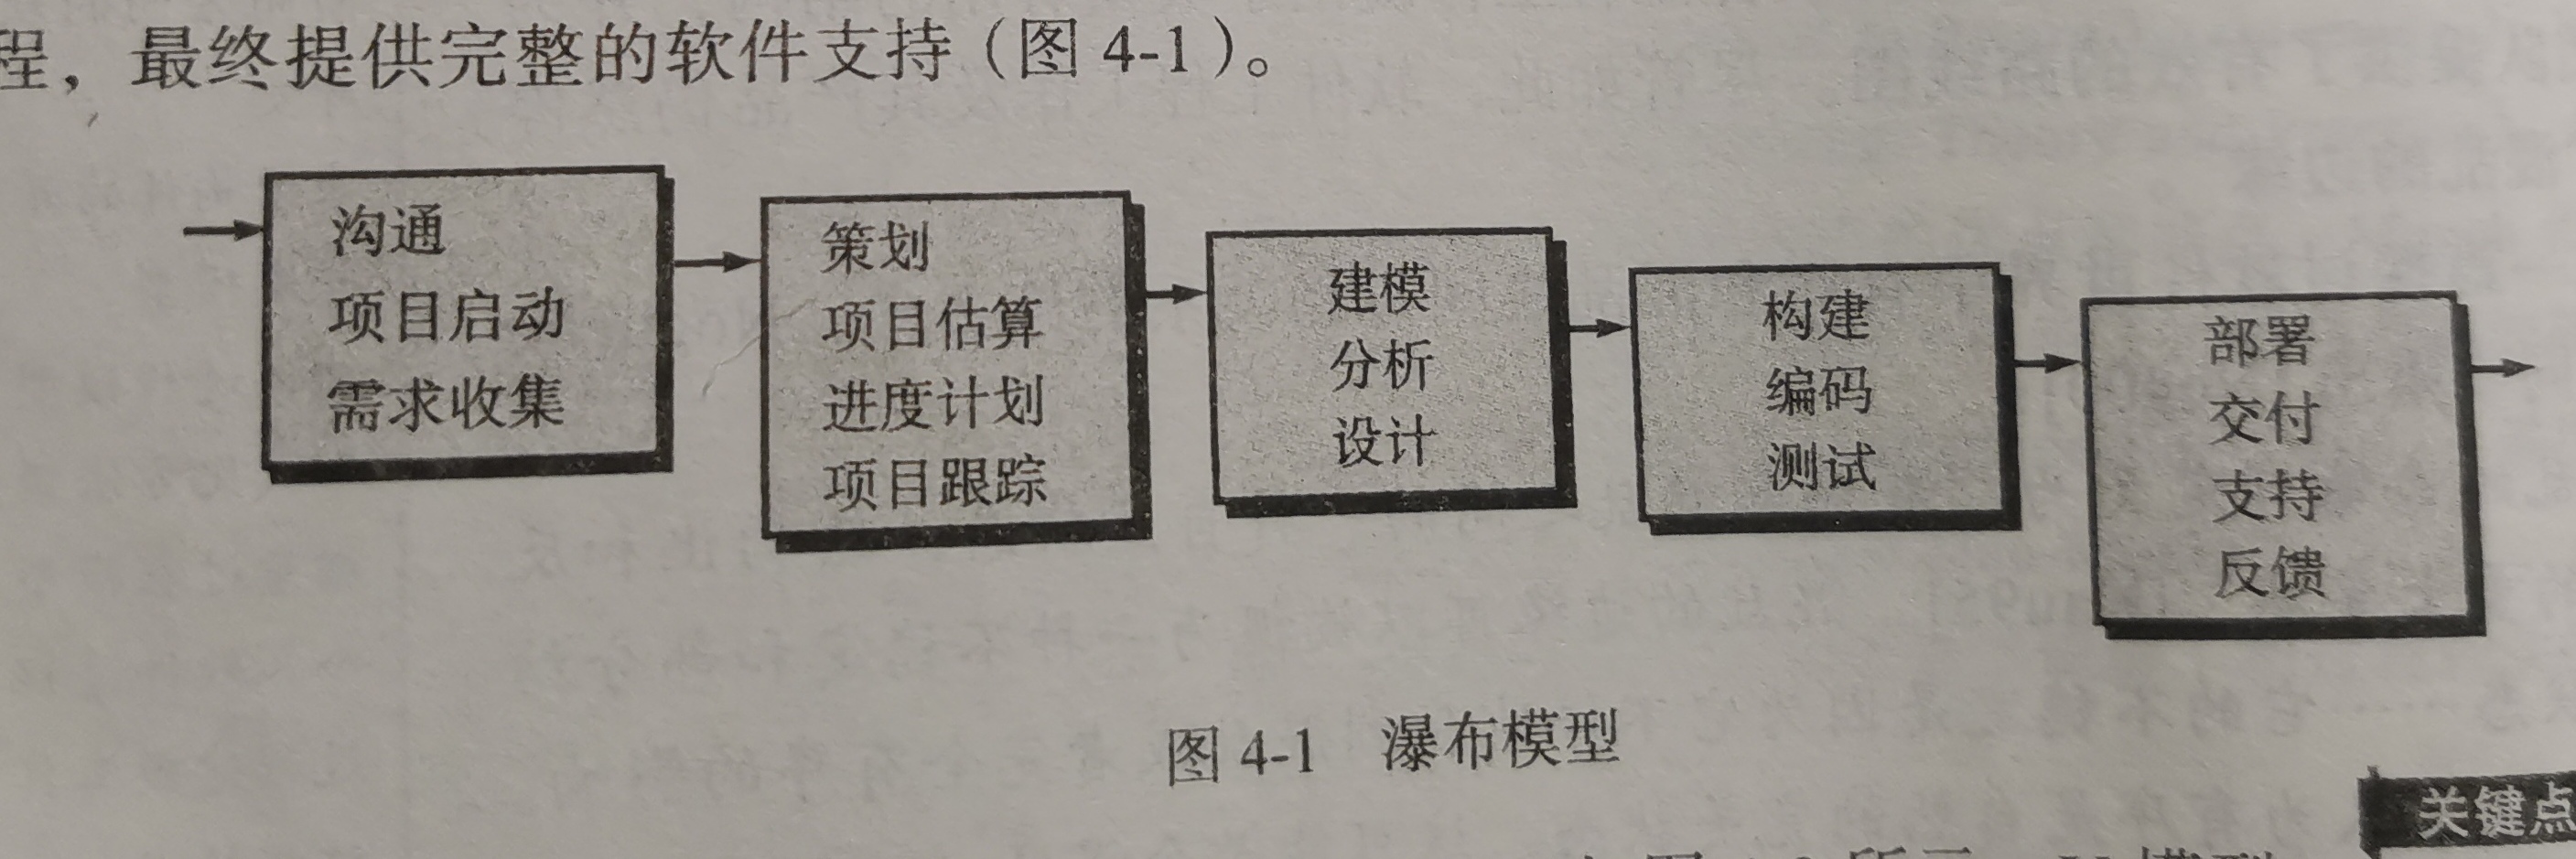 程，最终提供完整的软件支持（图 4-1）。
沟通
项目启动
需求收集
策划
项目估算
进度计划
项目跟踪
建模
分析
设计
构建
编码
测试
部署
交付
支持
反馈
图 4-1 瀑布模型
关键点